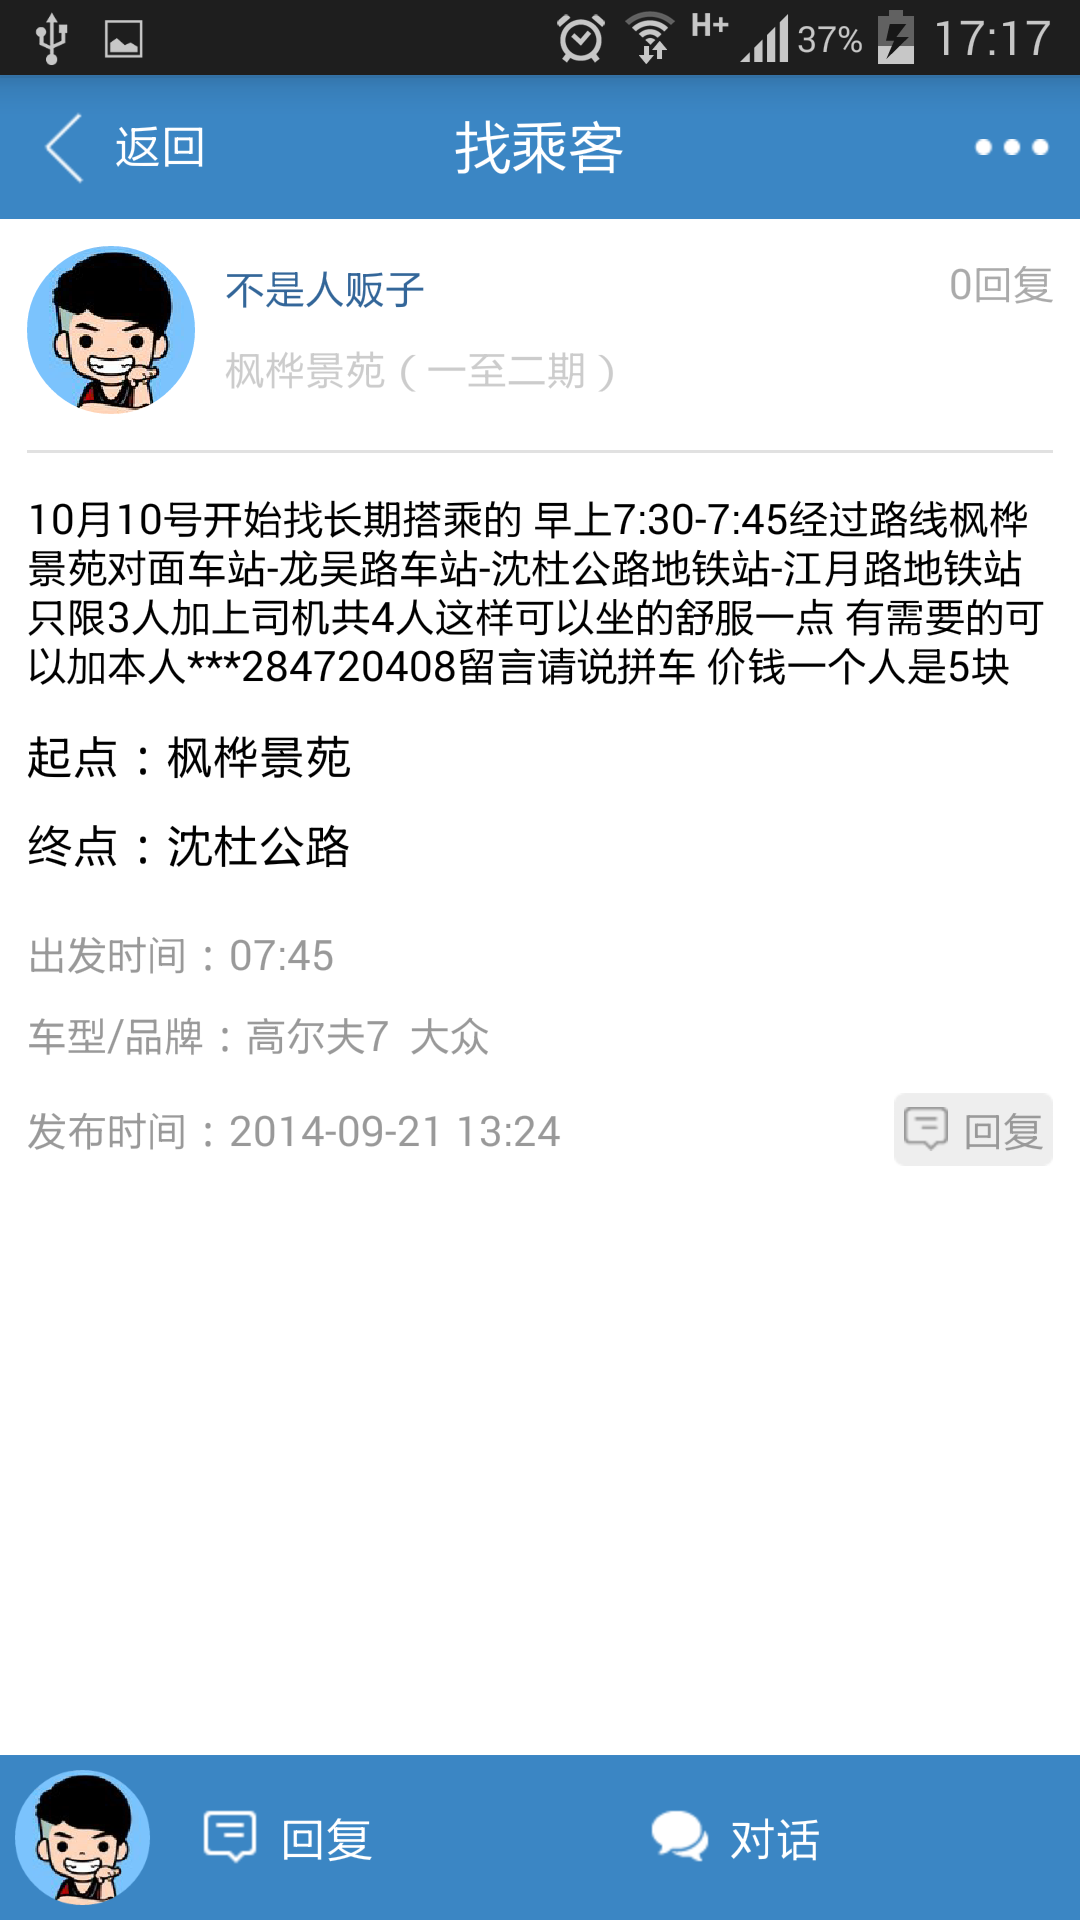 H+ 37% 17:17
返回 找乘客
不是人贩子 0回复
枫桦景苑（一至二期）
10月10号开始找长期搭乘的 早上7:30-7:45经过路线枫桦
景苑对面车站-龙吴路车站-沈杜公路地铁站-江月路地铁站
只限3人加上司机共4人这样可以坐的舒服一点 有需要的可
以加本人***284720408留言请说拼车 价钱一个人是5块
起点：枫桦景苑
终点：沈杜公路
出发时间：07:45
车型/品牌：高尔夫7 大众
发布时间：2014-09-21 13:24 回复
回复 对话